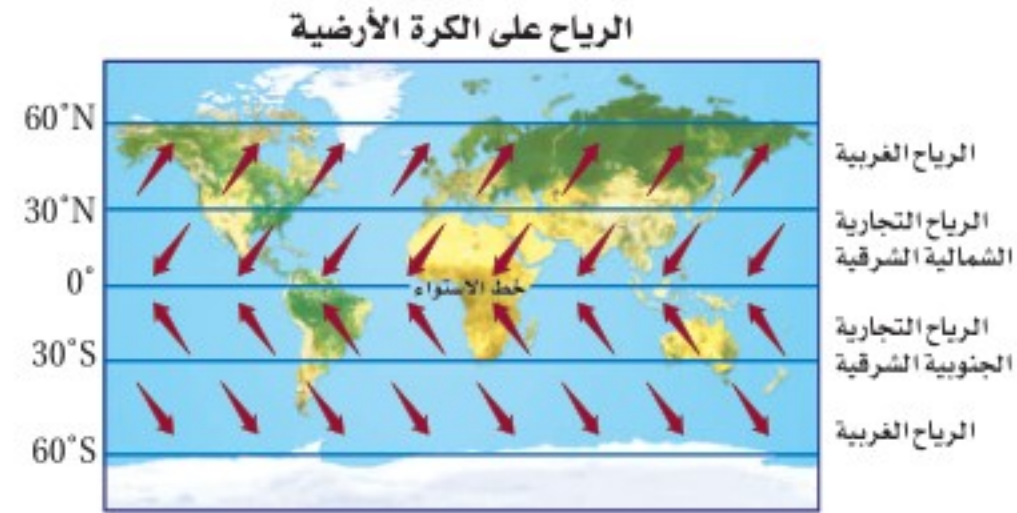 الرياح على الكرة الأرضية
60°N
الرياح الغربية
30°N
الرياح التجارية
الشمالية الشرقية
0°
خط الاستواء
الرياح التجارية
30°S
الجنوبية الشرقية
الرياح الغربية
60°S